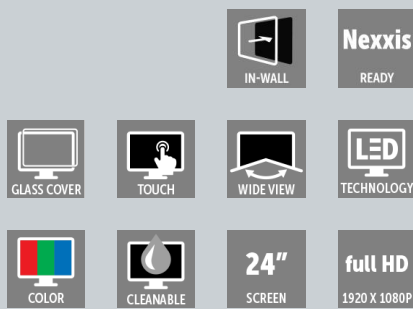 IN-WALL
Nexxis
READY
GLASS COVER
TOUCH
WIDE VIEW
LED
TECHNOLOGY
COLOR
CLEANABLE
24"
SCREEN
full HD
1920 X 1080P